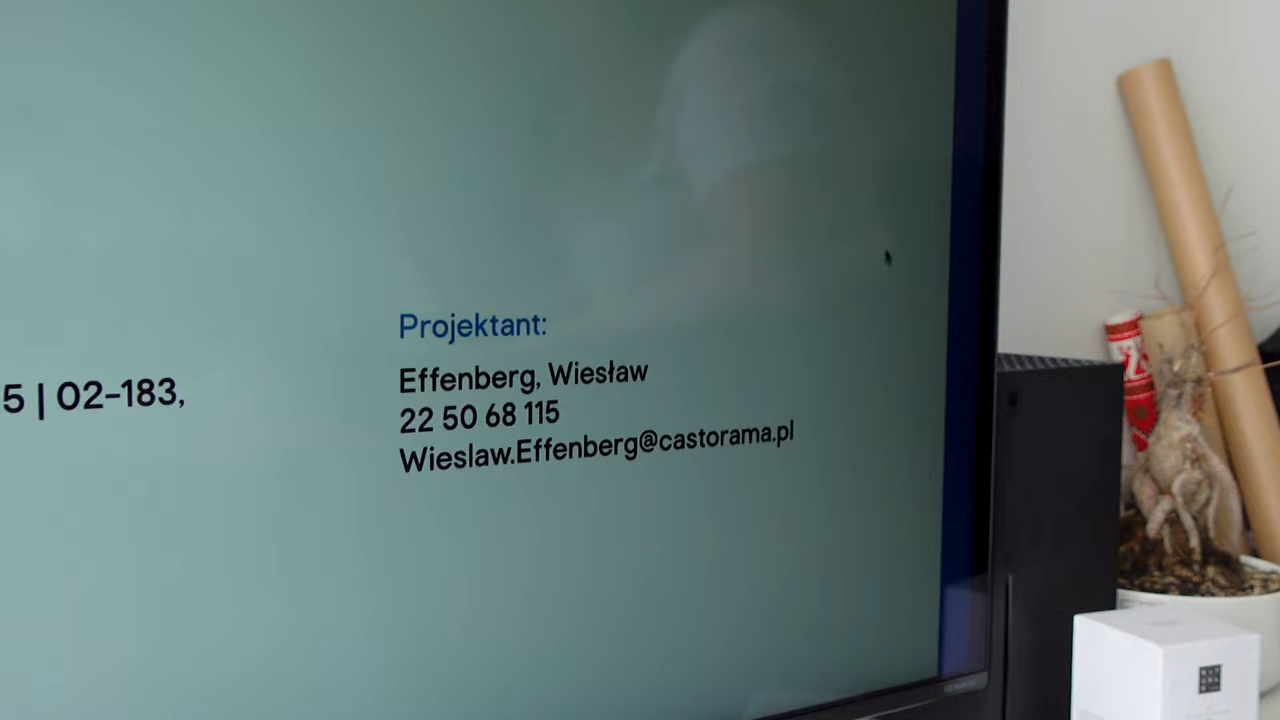 5 | 02-183,
Projektant:
Effenberg, Wiesław
22 50 68 115
Wieslaw.Effenberg@castorama.pl